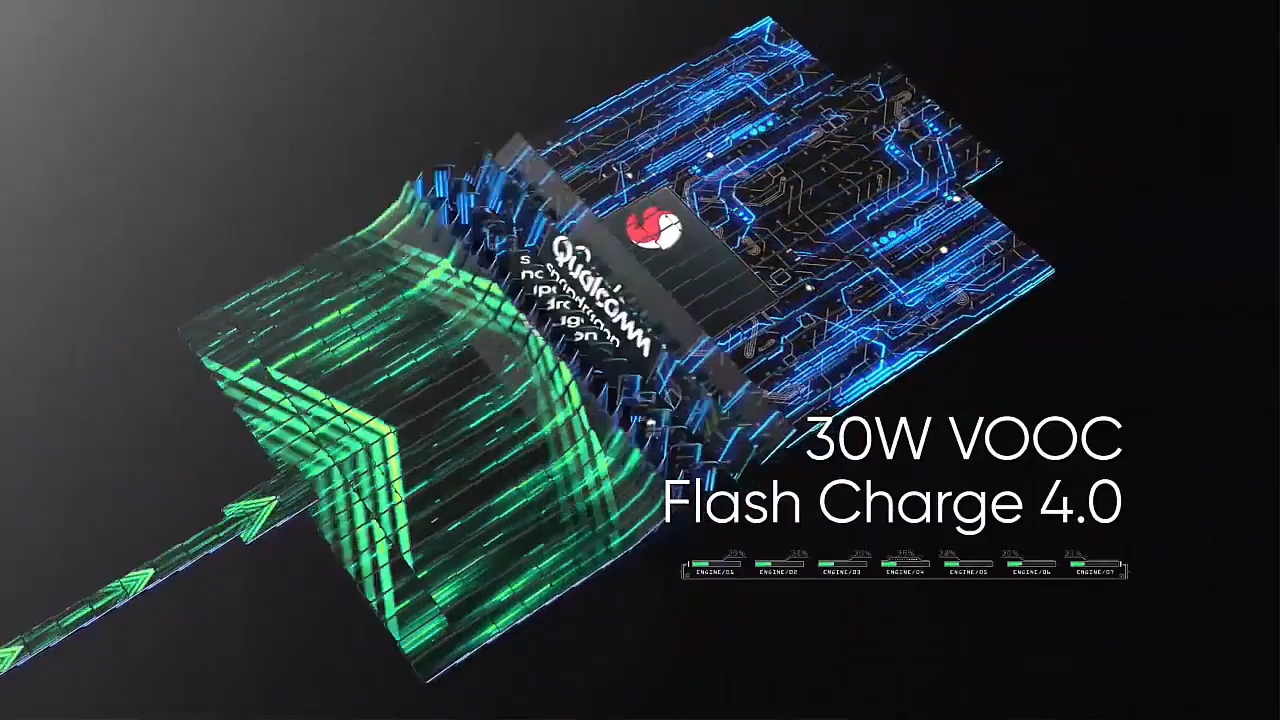 Qualcomm
30W VOOC
Flash Charge 4.0
ENGINE/01 ENGINE/02 ENGINE/03 ENGINE/04 ENGINE/05 ENGINE/06 ENGINE/07